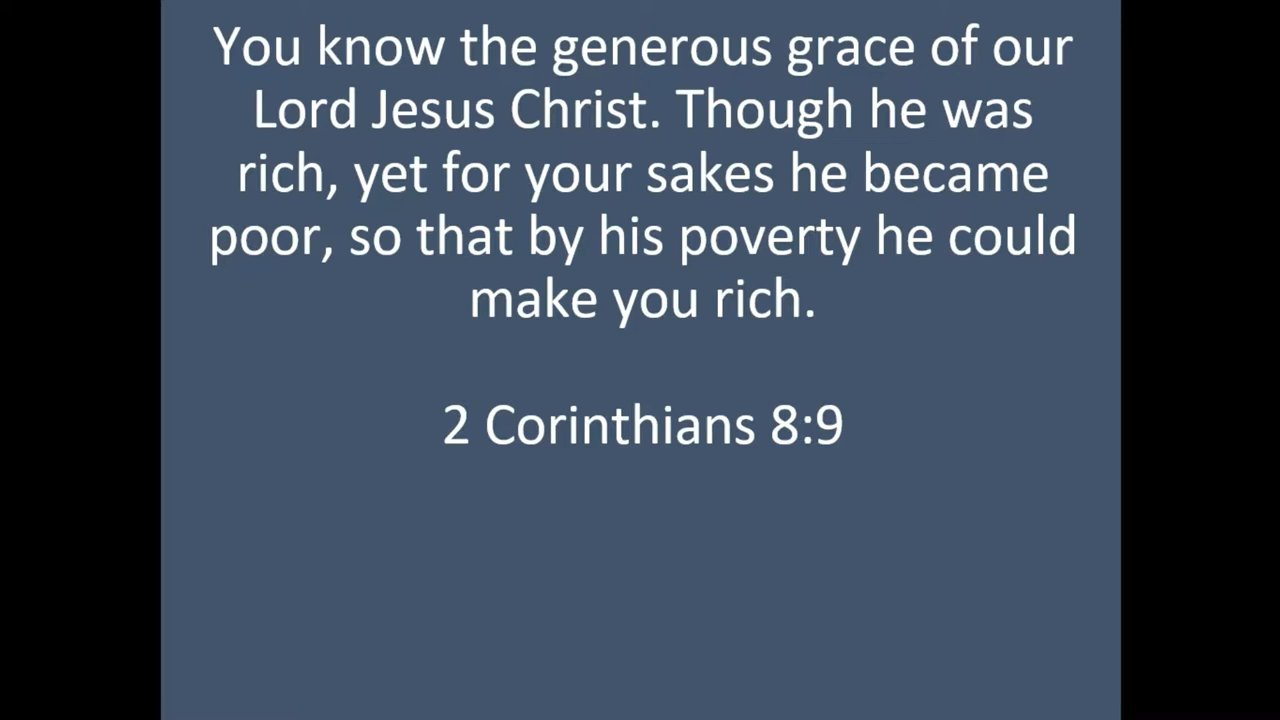 You know the generous grace of our
Lord Jesus Christ. Though he was
rich, yet for your sakes he became
poor, so that by his poverty he could
make you rich.
2 Corinthians 8:9